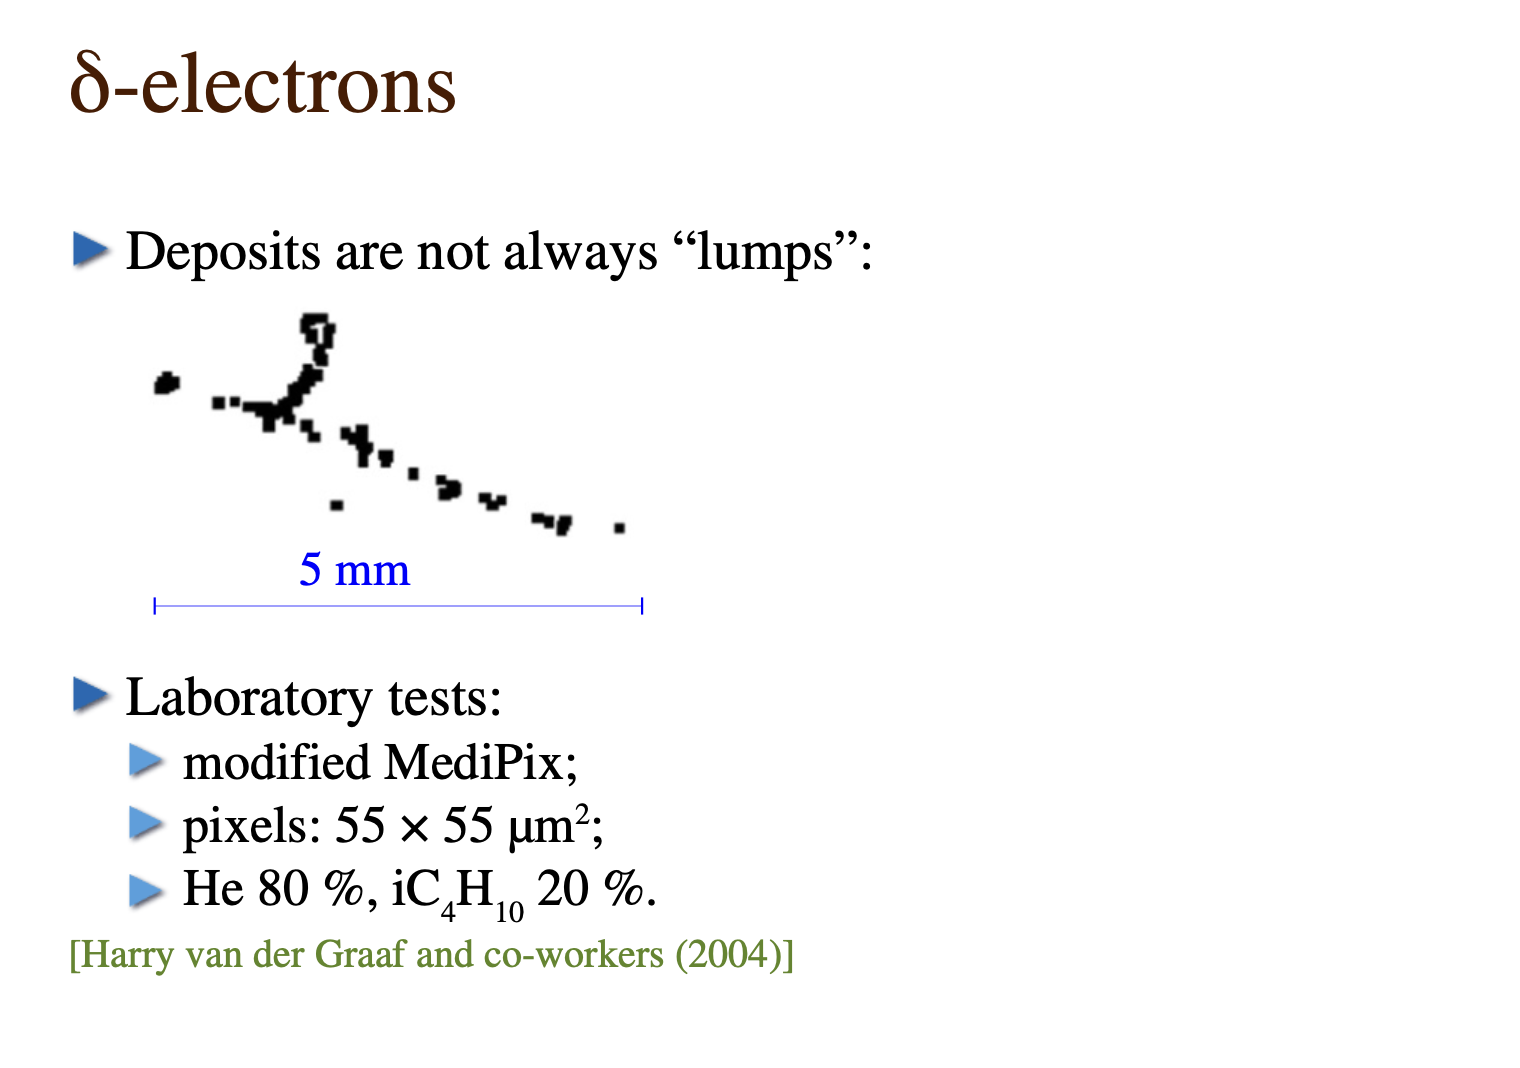 δ-electrons
Deposits are not always “lumps”:
5 mm
Laboratory tests:
modified MediPix;
pixels: 55 × 55 μm²;
He 80 %, iC₄H₁₀ 20 %.
[Harry van der Graaf and co-workers (2004)]